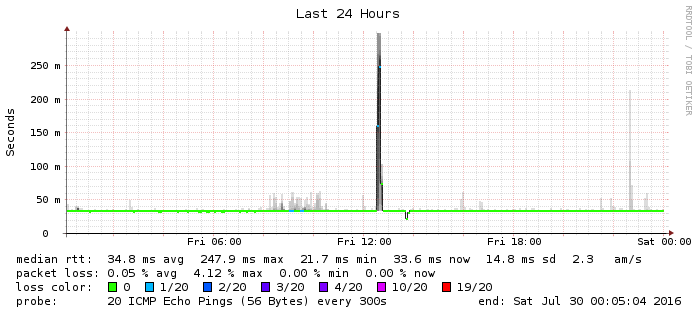 Last 24 Hours
RRDTOOL / TOBI OETIKER
Seconds
250 m
200 m
150 m
100 m
50 m
0
Fri 06:00 Fri 12:00 Fri 18:00 Sat 00:00
median rtt: 34.8 ms avg 247.9 ms max 21.7 ms min 33.6 ms now 14.8 ms sd 2.3 am/s
packet loss: 0.05 % avg 4.12 % max 0.00 % min 0.00 % now
loss color: 0 1/20 2/20 3/20 4/20 10/20 19/20
probe: 20 ICMP Echo Pings (56 Bytes) every 300s end: Sat Jul 30 00:05:04 2016